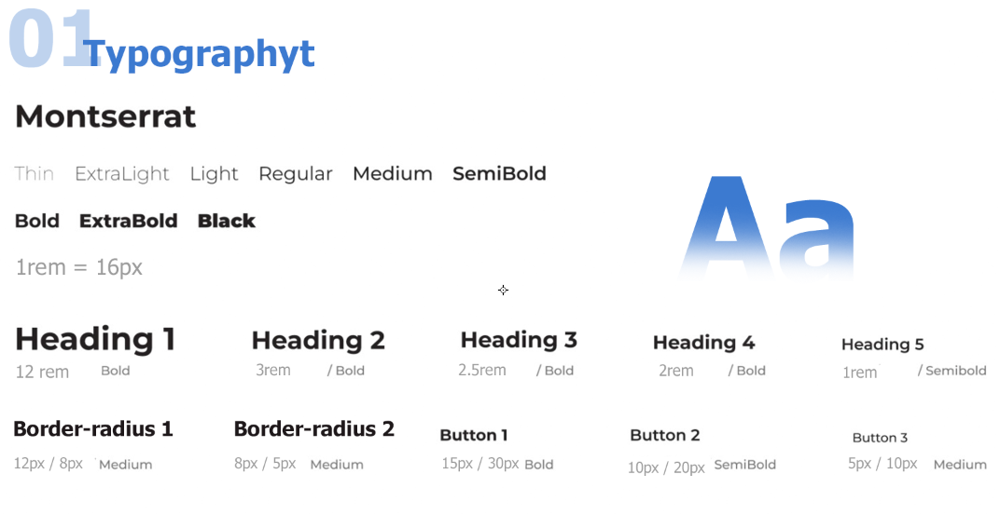 01 Typographyt
Montserrat
Thin ExtraLight Light Regular Medium SemiBold
Bold ExtraBold Black
1rem = 16px
Aa
Heading 1 Heading 2 Heading 3 Heading 4 Heading 5
12 rem Bold 3rem / Bold 2.5rem / Bold 2rem / Bold 1rem / Semibold
Border-radius 1 Border-radius 2 Button 1 Button 2 Button 3
12px / 8px Medium 8px / 5px Medium 15px / 30px Bold 10px / 20px SemiBold 5px / 10px Medium